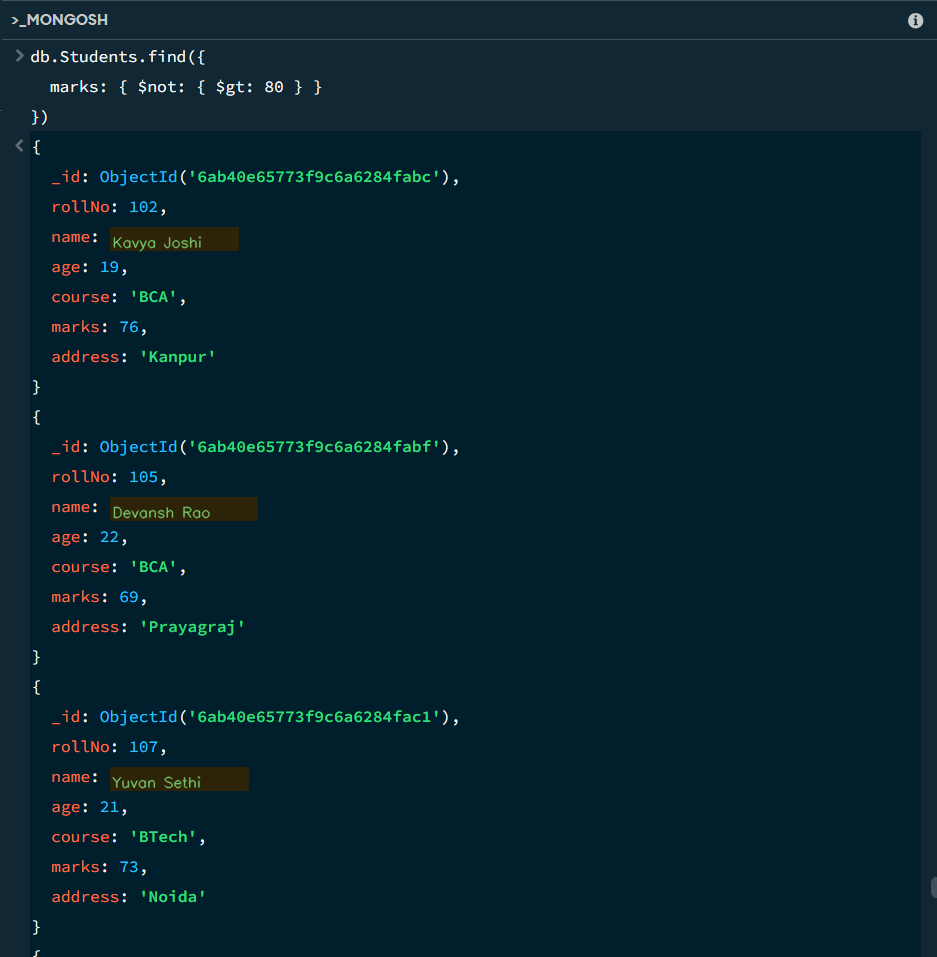 >_MONGOSH
db.Students.find({
marks: { $not: { $gt: 80 } }
})
{
_id: ObjectId('6ab40e65773f9c6a6284fabc'),
rollNo: 102,
name: Kavya Joshi
age: 19,
course: 'BCA',
marks: 76,
address: 'Kanpur'
}
{
_id: ObjectId('6ab40e65773f9c6a6284fabf'),
rollNo: 105,
name: Devansh Rao
age: 22,
course: 'BCA',
marks: 69,
address: 'Prayagraj'
}
{
_id: ObjectId('6ab40e65773f9c6a6284fac1'),
rollNo: 107,
name: Yuvan Sethi
age: 21,
course: 'BTech',
marks: 73,
address: 'Noida'
}
{